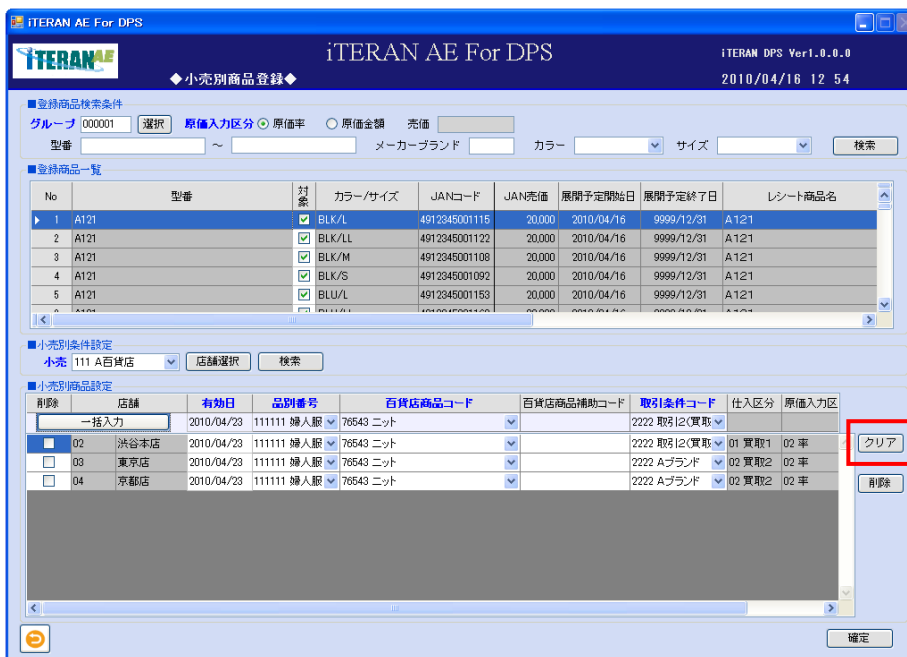 iTERAN AE For DPS
iTERAN AE iTERAN AE For DPS iTERAN DPS Ver1.0.0.0
◆小売別商品登録◆ 2010/04/16 12 54
■登録商品検索条件
グループ 000001 選択 原価入力区分 原価率 原価金額 売価
型番 ～ メーカーブランド カラー サイズ 検索
■登録商品一覧
No 型番 対象 カラー/サイズ JANコード JAN売価 展開予定開始日 展開予定終了日 レシート商品名
1 A121 BLK/L 4912345001115 20,000 2010/04/16 9999/12/31 A121
2 A121 BLK/LL 4912345001122 20,000 2010/04/16 9999/12/31 A121
3 A121 BLK/M 4912345001108 20,000 2010/04/16 9999/12/31 A121
4 A121 BLK/S 4912345001092 20,000 2010/04/16 9999/12/31 A121
5 A121 BLU/L 4912345001153 20,000 2010/04/16 9999/12/31 A121
■小売別条件設定
小売 111 A百貨店 店舗選択 検索
■小売別商品設定
削除 店舗 有効日 品別番号 百貨店商品コード 百貨店商品補助コード 取引条件コード 仕入区分 原価入力区
一括入力 2010/04/23 111111 婦人服 76543 ニット 2222 取引2(買取
02 渋谷本店 2010/04/23 111111 婦人服 76543 ニット 2222 取引2(買取 01 買取1 02 率 クリア
03 東京店 2010/04/23 111111 婦人服 76543 ニット 2222 Aブランド 02 買取2 02 率
04 京都店 2010/04/23 111111 婦人服 76543 ニット 2222 Aブランド 02 買取2 02 率 削除
確定